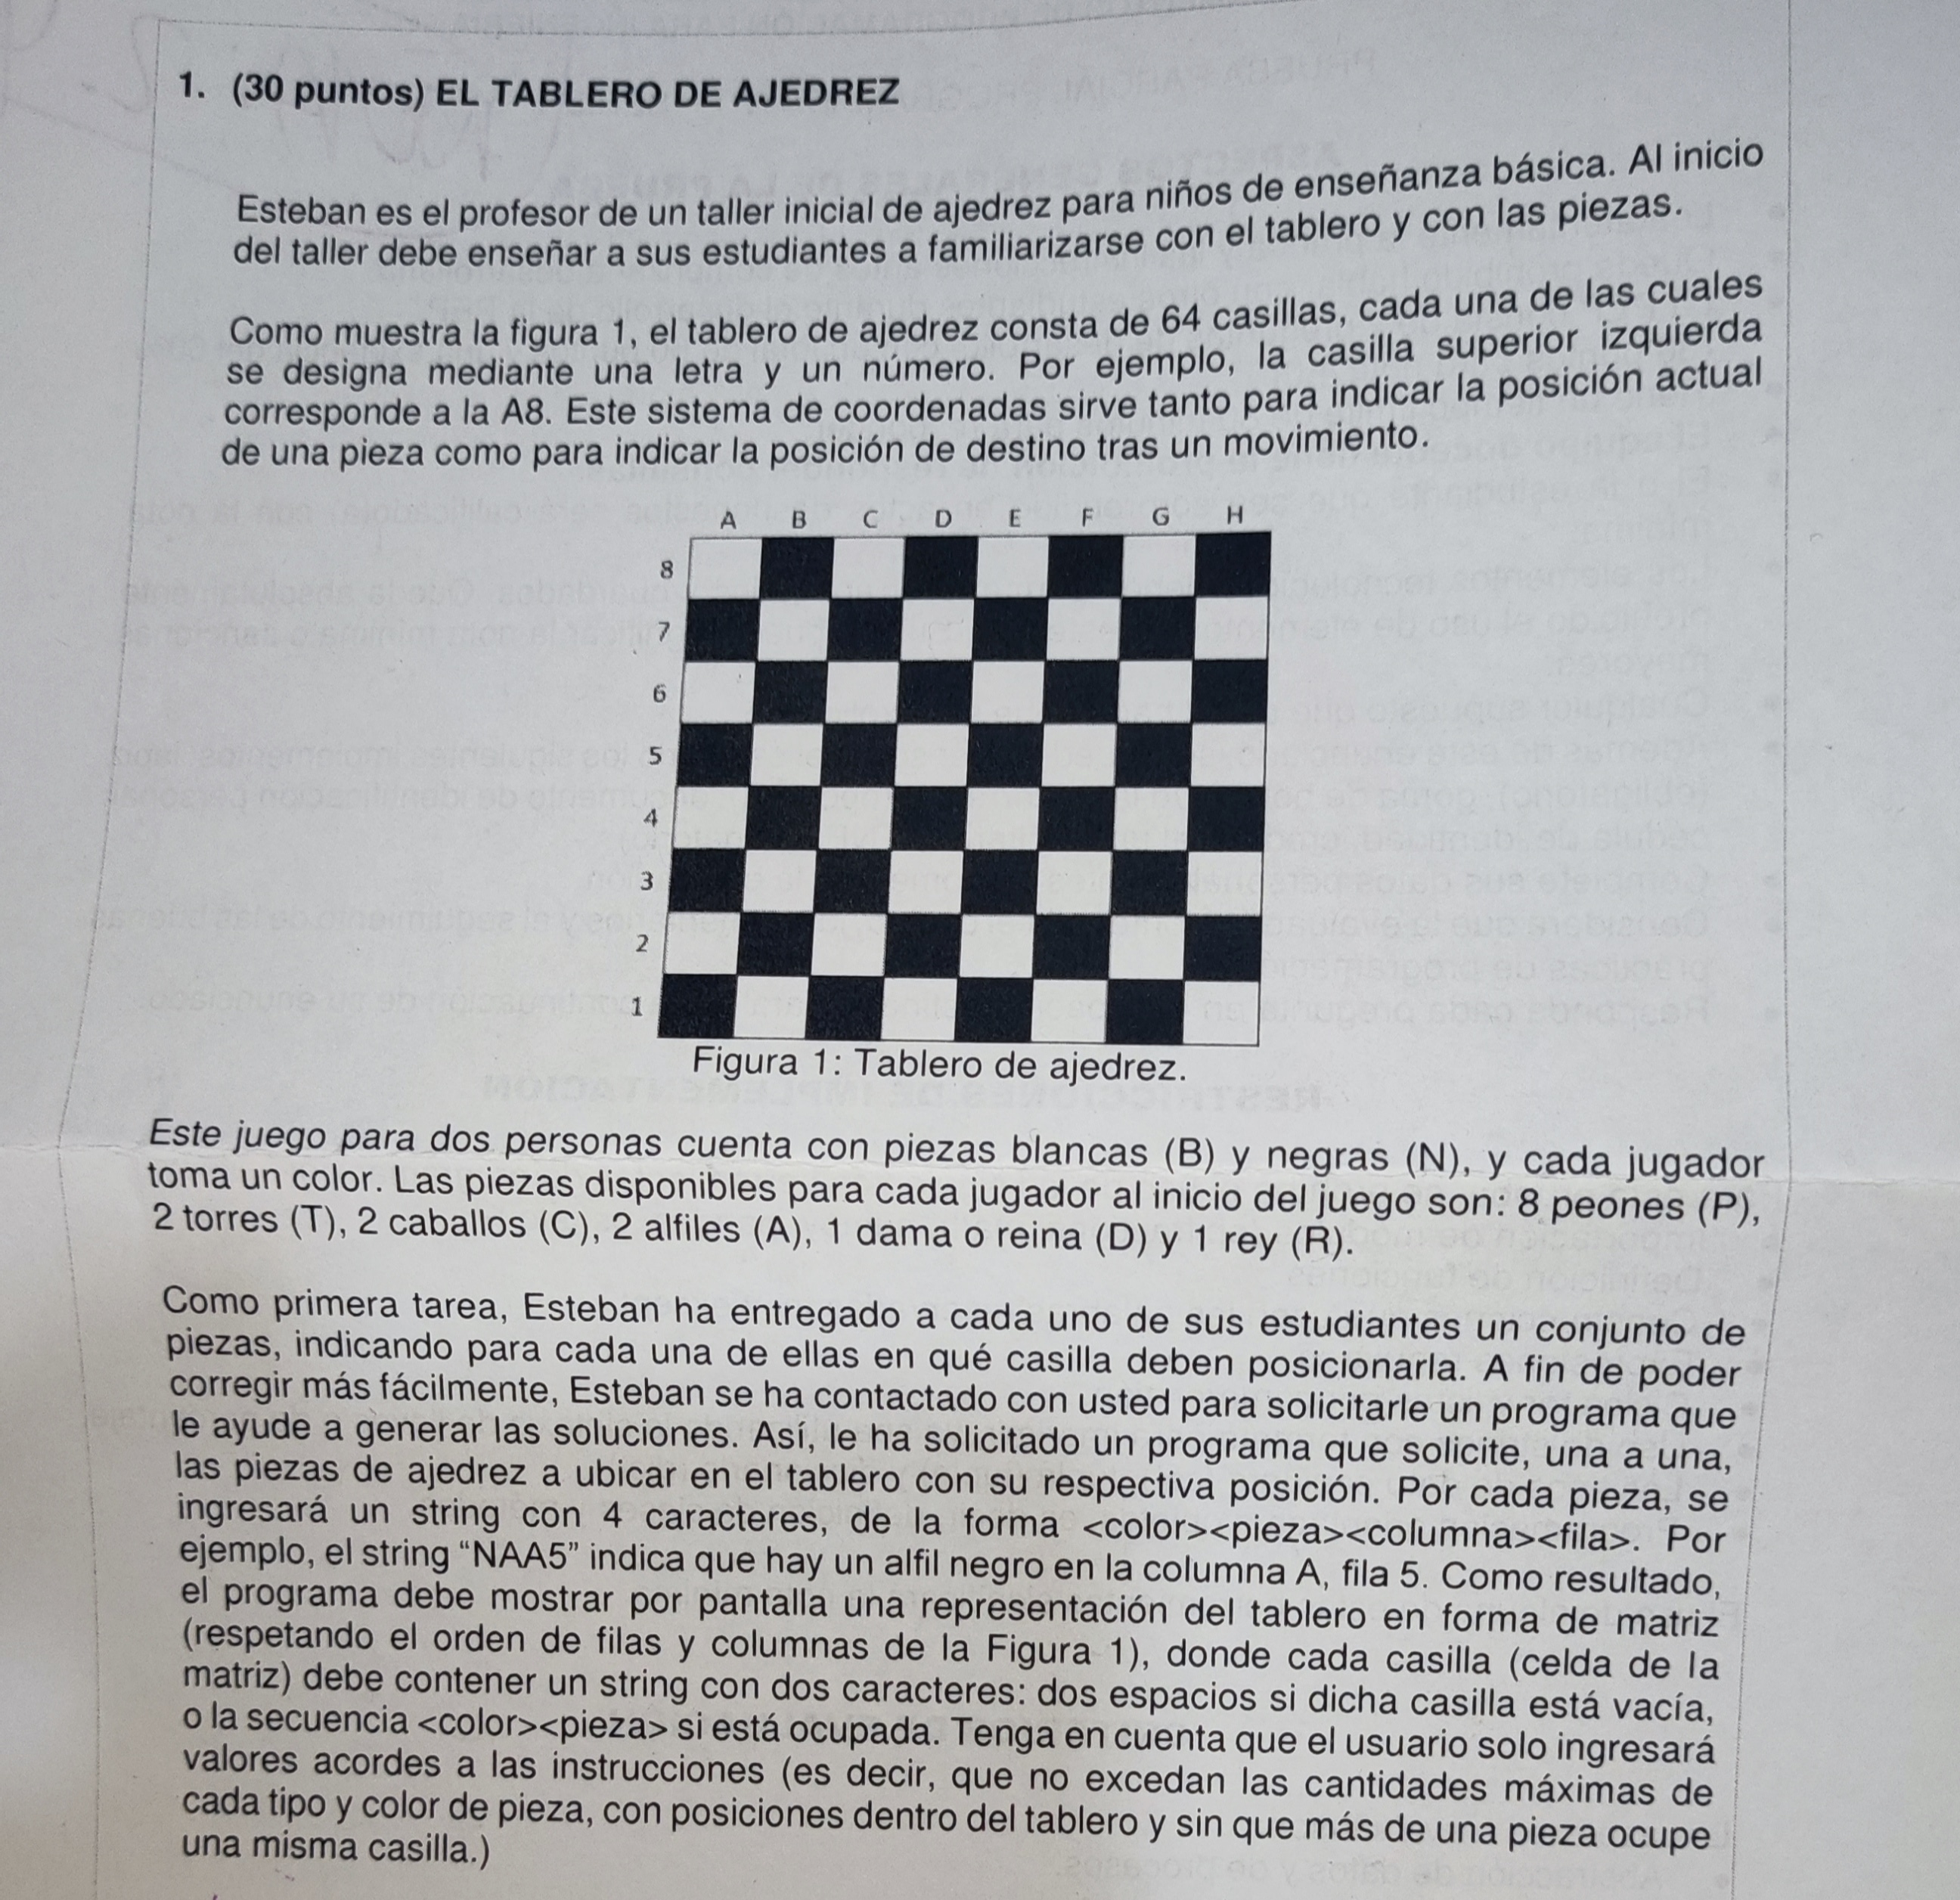 1. (30 puntos) EL TABLERO DE AJEDREZ
Esteban es el profesor de un taller inicial de ajedrez para niños de enseñanza básica. Al inicio
del taller debe enseñar a sus estudiantes a familiarizarse con el tablero y con las piezas.
Como muestra la figura 1, el tablero de ajedrez consta de 64 casillas, cada una de las cuales
se designa mediante una letra y un número. Por ejemplo, la casilla superior izquierda
corresponde a la A8. Este sistema de coordenadas sirve tanto para indicar la posición actual
de una pieza como para indicar la posición de destino tras un movimiento.
A B C D E F G H
8
7
6
5
4
3
2
1
Figura 1: Tablero de ajedrez.
Este juego para dos personas cuenta con piezas blancas (B) y negras (N), y cada jugador
toma un color. Las piezas disponibles para cada jugador al inicio del juego son: 8 peones (P),
2 torres (T), 2 caballos (C), 2 alfiles (A), 1 dama o reina (D) y 1 rey (R).
Como primera tarea, Esteban ha entregado a cada uno de sus estudiantes un conjunto de
piezas, indicando para cada una de ellas en qué casilla deben posicionarla. A fin de poder
corregir más fácilmente, Esteban se ha contactado con usted para solicitarle un programa que
le ayude a generar las soluciones. Así, le ha solicitado un programa que solicite, una a una,
las piezas de ajedrez a ubicar en el tablero con su respectiva posición. Por cada pieza, se
ingresará un string con 4 caracteres, de la forma <color><pieza><columna><fila>. Por
ejemplo, el string “NAA5” indica que hay un alfil negro en la columna A, fila 5. Como resultado,
el programa debe mostrar por pantalla una representación del tablero en forma de matriz
(respetando el orden de filas y columnas de la Figura 1), donde cada casilla (celda de la
matriz) debe contener un string con dos caracteres: dos espacios si dicha casilla está vacía,
o la secuencia <color><pieza> si está ocupada. Tenga en cuenta que el usuario solo ingresará
valores acordes a las instrucciones (es decir, que no excedan las cantidades máximas de
cada tipo y color de pieza, con posiciones dentro del tablero y sin que más de una pieza ocupe
una misma casilla.)